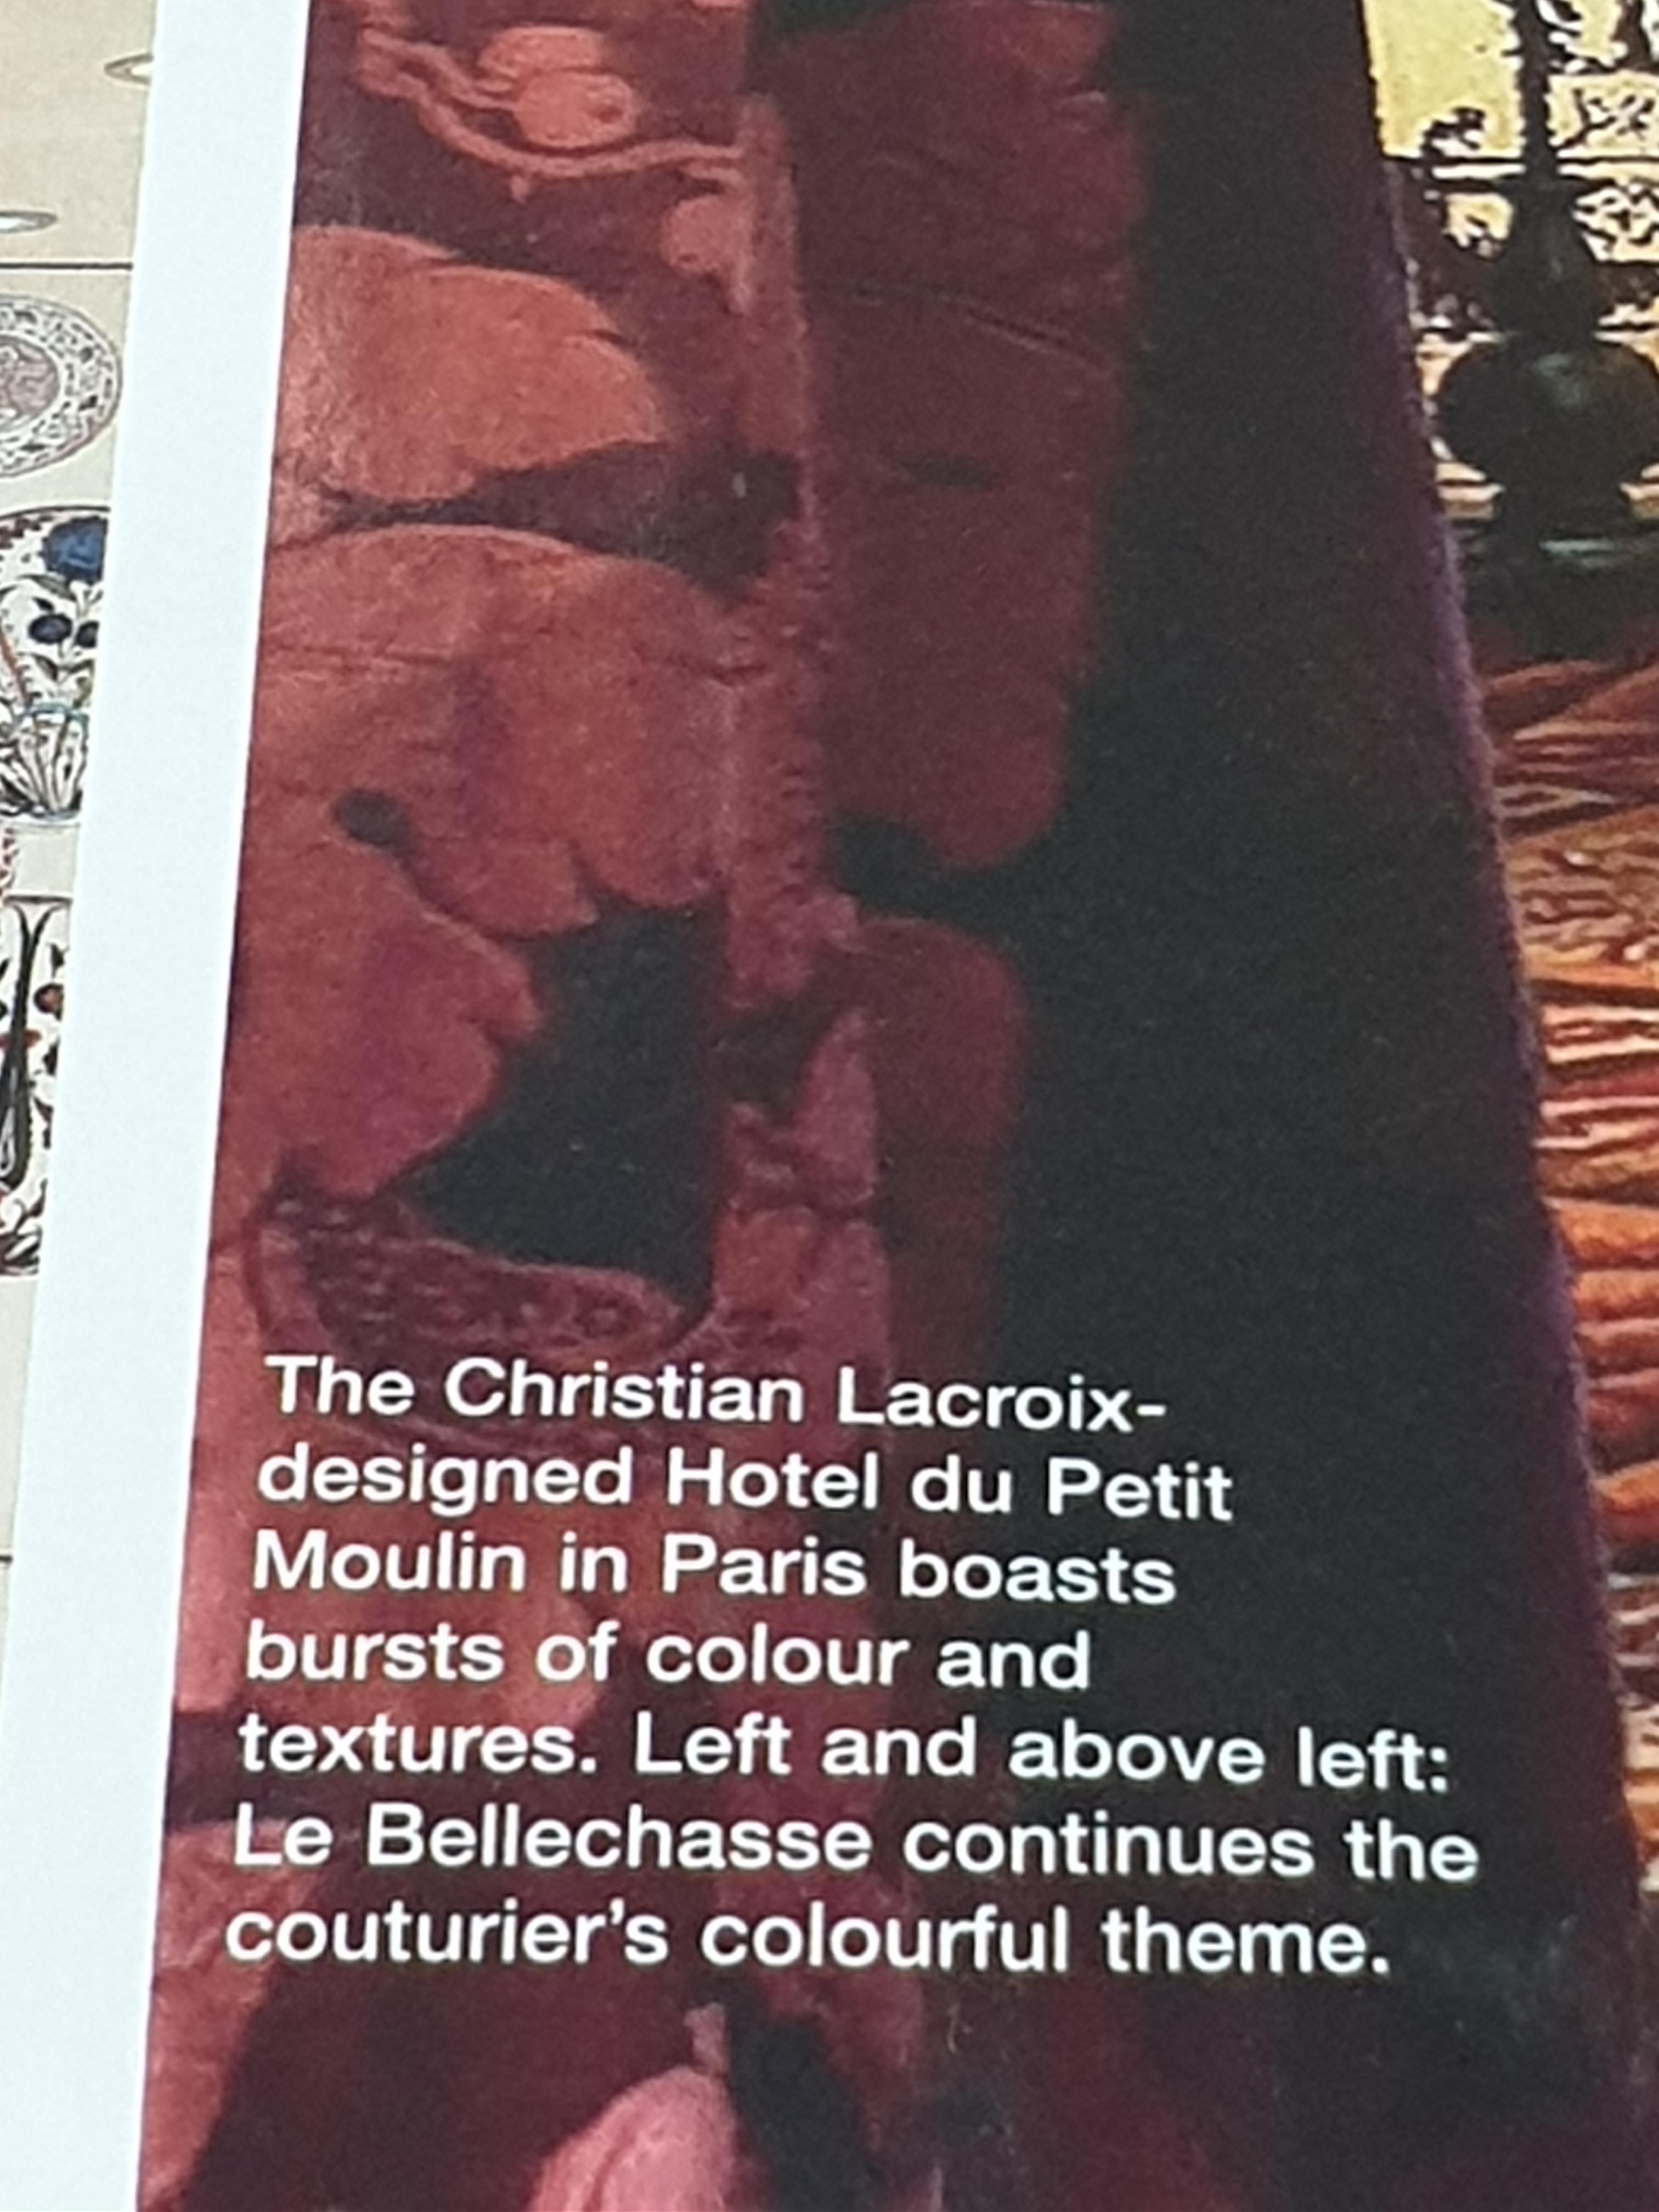 The Christian Lacroix-
designed Hotel du Petit
Moulin in Paris boasts
bursts of colour and
textures. Left and above left:
Le Bellechasse continues the
couturier’s colourful theme.